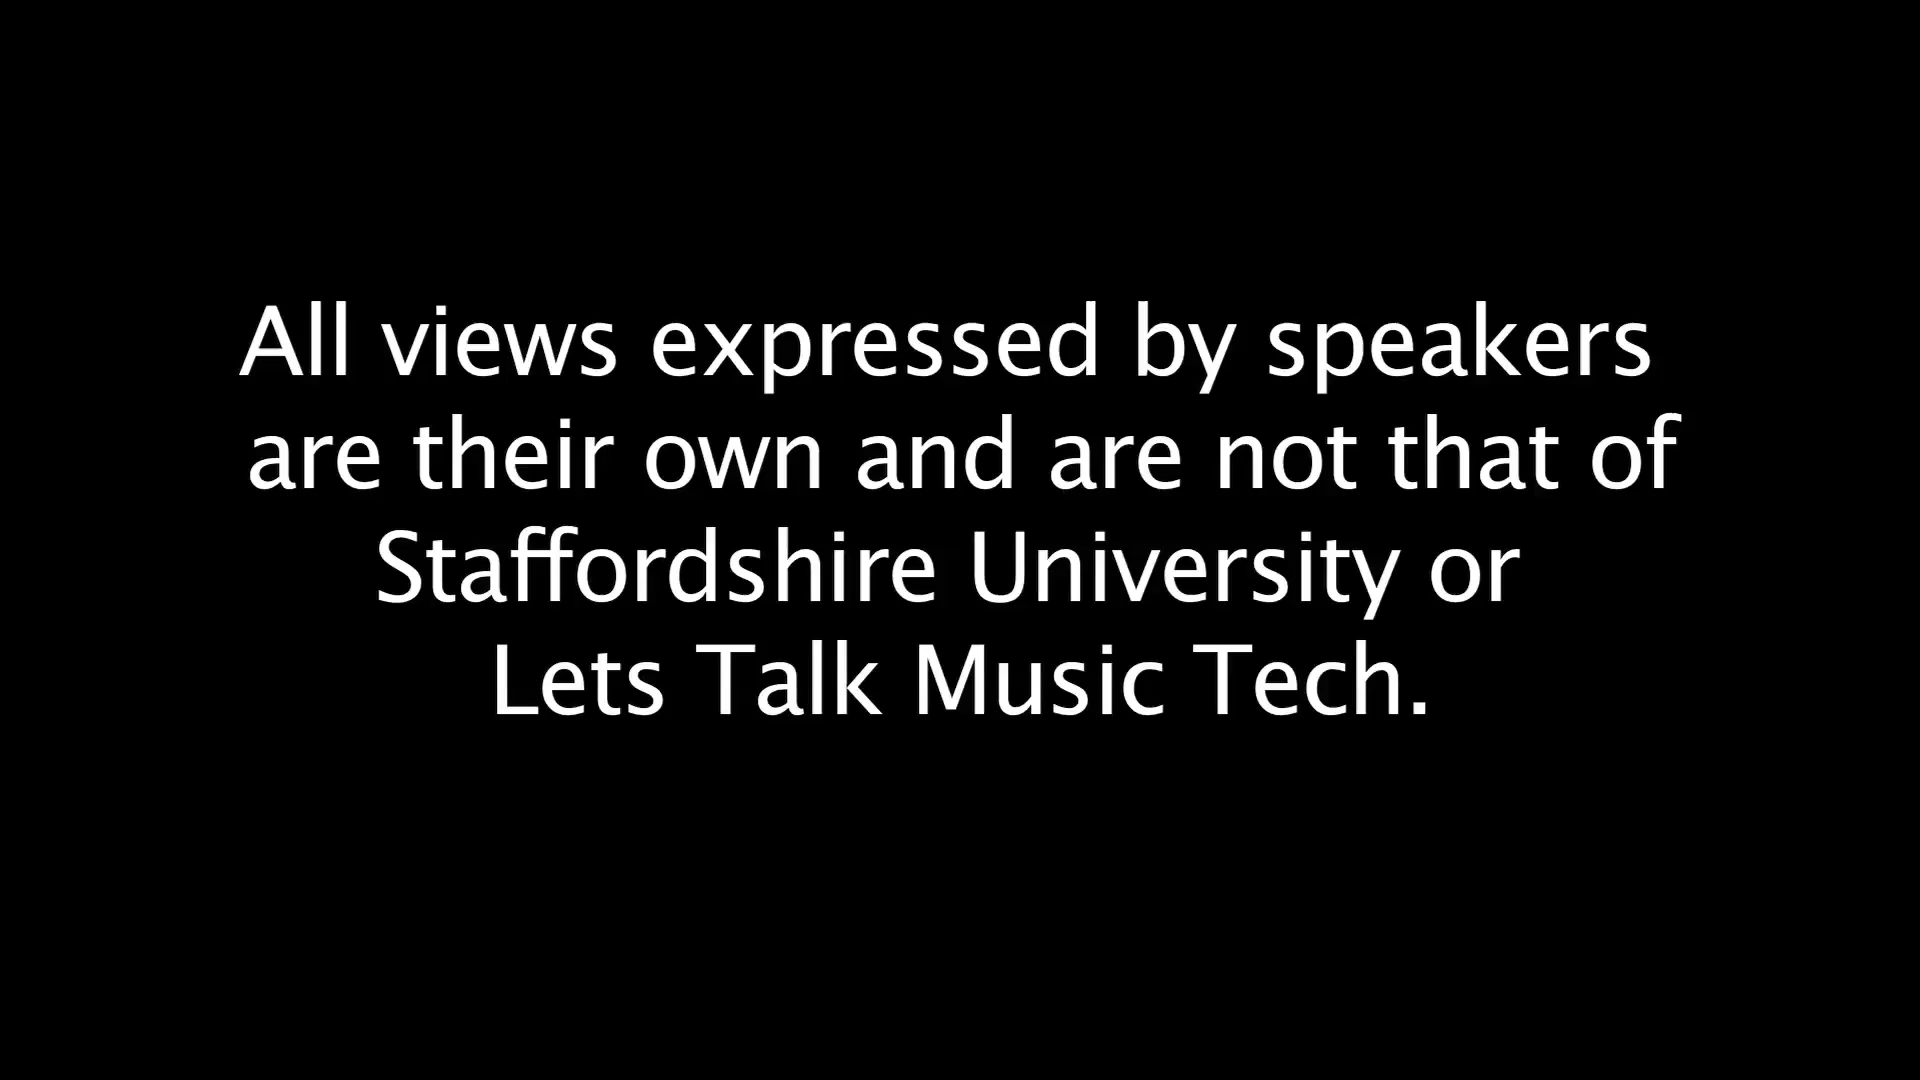 All views expressed by speakers
are their own and are not that of
Staffordshire University or
Lets Talk Music Tech.